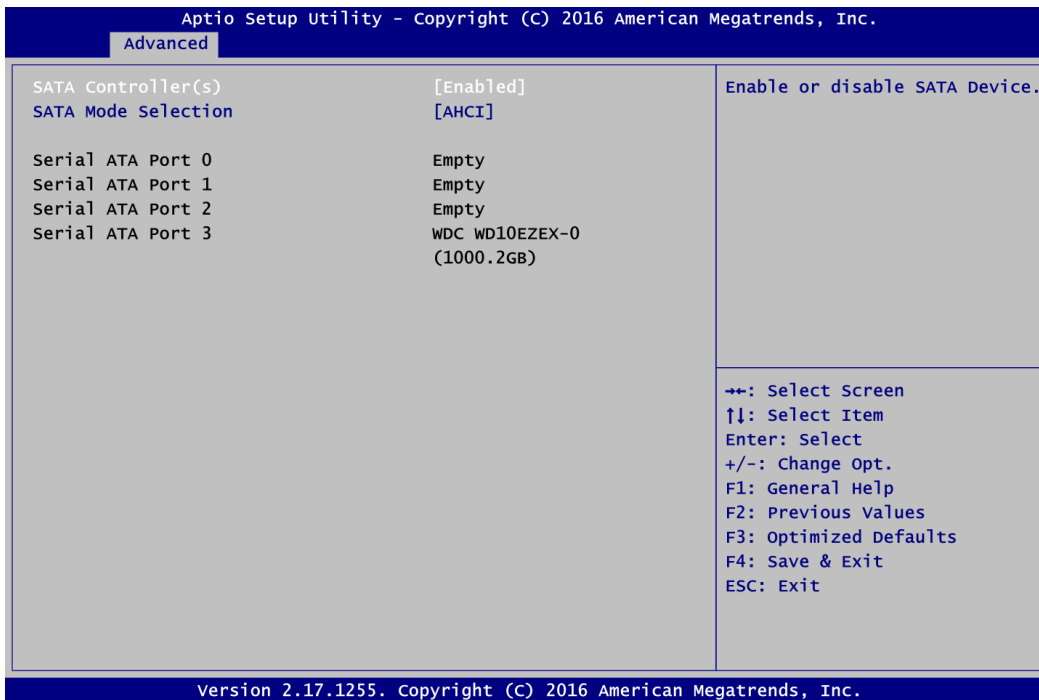 Aptio Setup Utility - Copyright (C) 2016 American Megatrends, Inc.
Advanced
SATA Controller(s) [Enabled]
SATA Mode Selection [AHCI]
Serial ATA Port 0 Empty
Serial ATA Port 1 Empty
Serial ATA Port 2 Empty
Serial ATA Port 3 WDC WD10EZEX-0
(1000.2GB)
Enable or disable SATA Device.
→←: Select Screen
↑↓: Select Item
Enter: Select
+/-: Change Opt.
F1: General Help
F2: Previous Values
F3: Optimized Defaults
F4: Save & Exit
ESC: Exit
Version 2.17.1255. Copyright (C) 2016 American Megatrends, Inc.